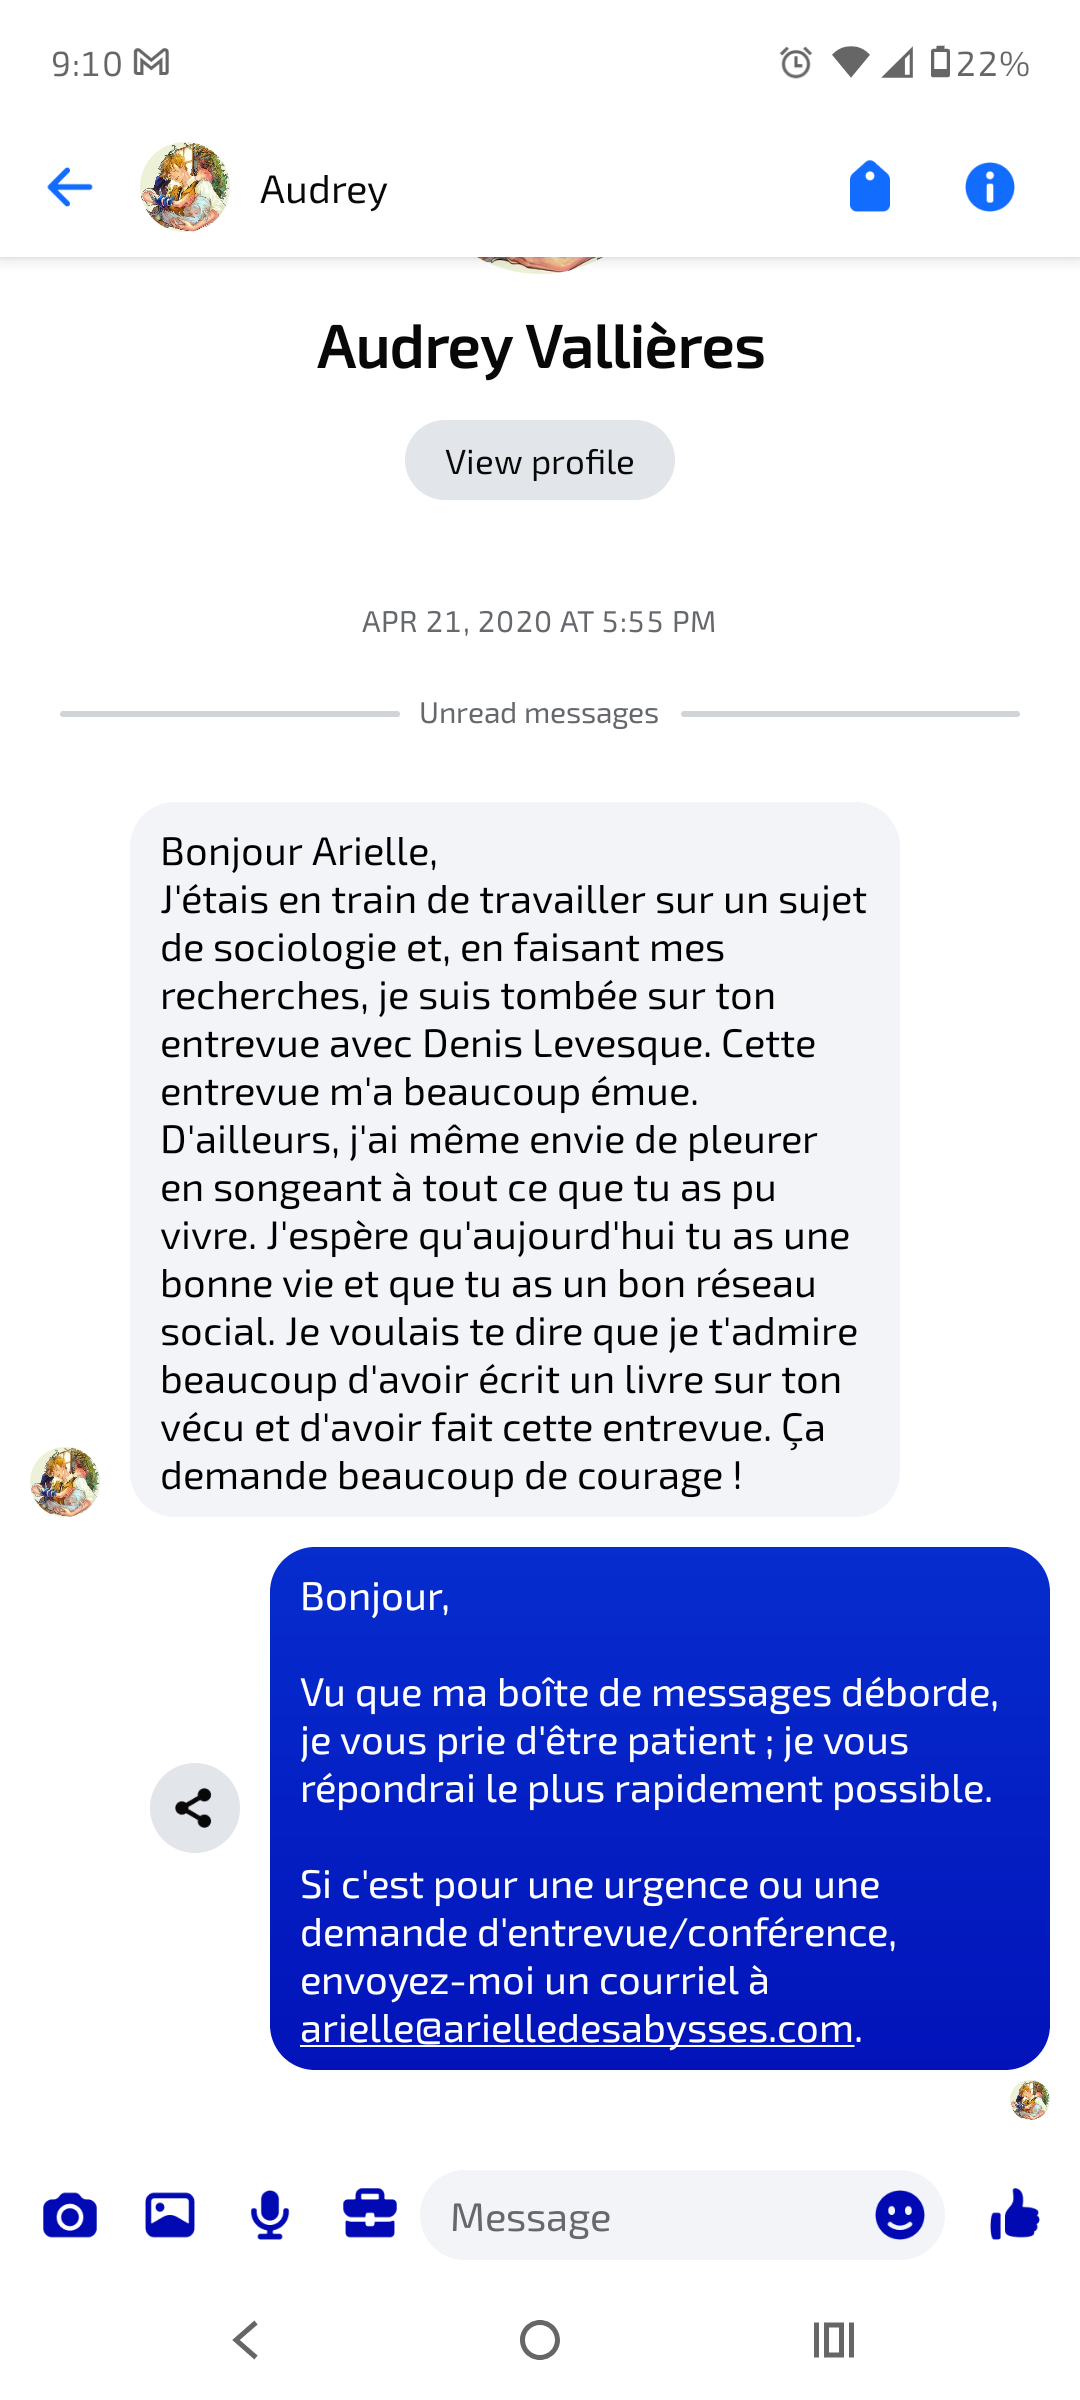 9:10
22%
Audrey
Audrey Vallières
View profile
APR 21, 2020 AT 5:55 PM
Unread messages
Bonjour Arielle,
J'étais en train de travailler sur un sujet
de sociologie et, en faisant mes
recherches, je suis tombée sur ton
entrevue avec Denis Levesque. Cette
entrevue m'a beaucoup émue.
D'ailleurs, j'ai même envie de pleurer
en songeant à tout ce que tu as pu
vivre. J'espère qu'aujourd'hui tu as une
bonne vie et que tu as un bon réseau
social. Je voulais te dire que je t'admire
beaucoup d'avoir écrit un livre sur ton
vécu et d'avoir fait cette entrevue. Ça
demande beaucoup de courage !
Bonjour,
Vu que ma boîte de messages déborde,
je vous prie d'être patient ; je vous
répondrai le plus rapidement possible.
Si c'est pour une urgence ou une
demande d'entrevue/conférence,
envoyez-moi un courriel à
arielle@arielledesabysses.com.
Message